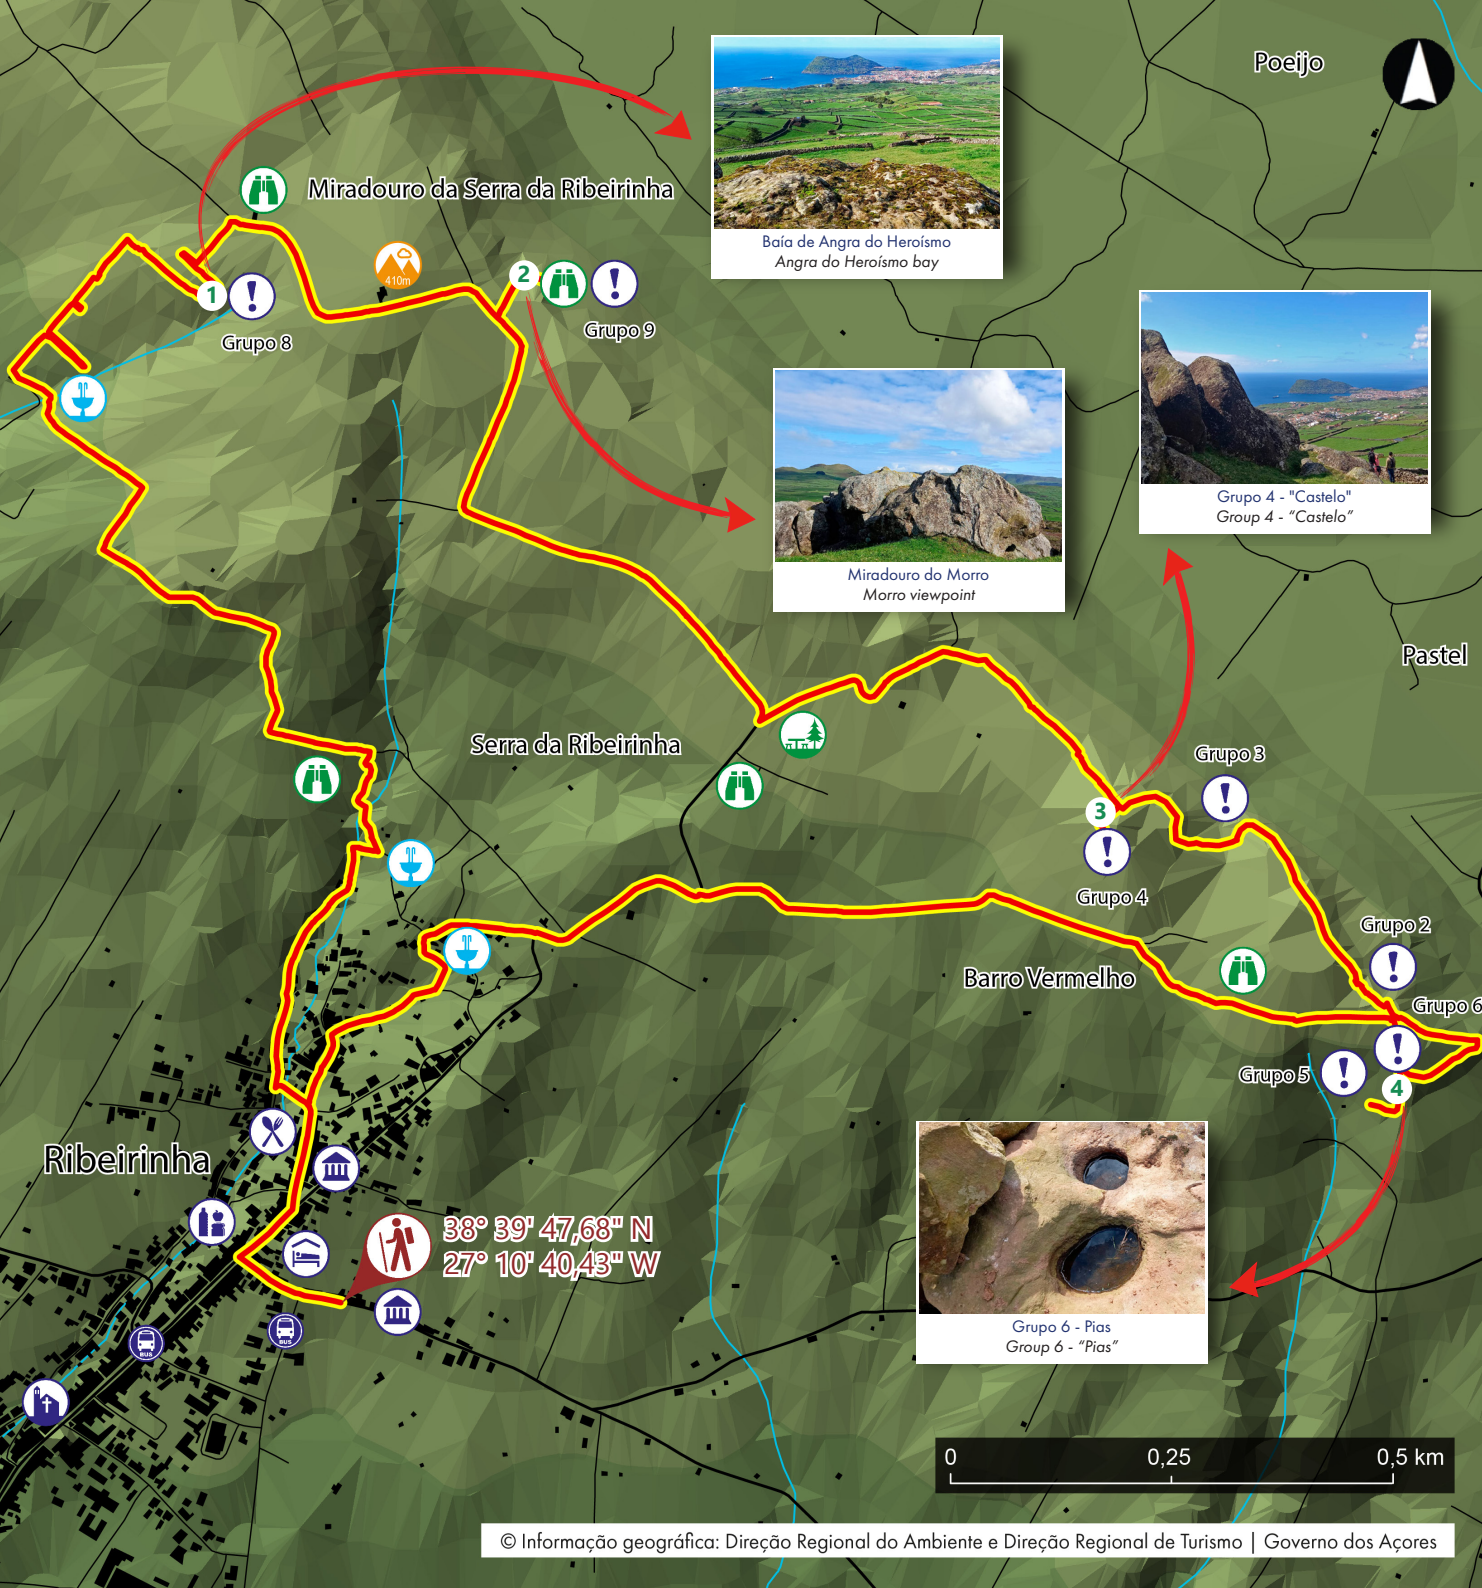 Poeijo
Miradouro da Serra da Ribeirinha
Baía de Angra do Heroísmo
Angra do Heroísmo bay
410m
1
Grupo 8
2
Grupo 9
Grupo 4 - "Castelo"
Group 4 - “Castelo”
Miradouro do Morro
Morro viewpoint
Pastel
Serra da Ribeirinha
Grupo 3
3
Grupo 4
Grupo 2
Barro Vermelho
Grupo 6
Grupo 5
4
Ribeirinha
38° 39' 47,68" N
27° 10' 40,43" W
BUS
BUS
Grupo 6 - Pias
Group 6 - “Pias”
0 0,25 0,5 km
© Informação geográfica: Direção Regional do Ambiente e Direção Regional de Turismo | Governo dos Açores